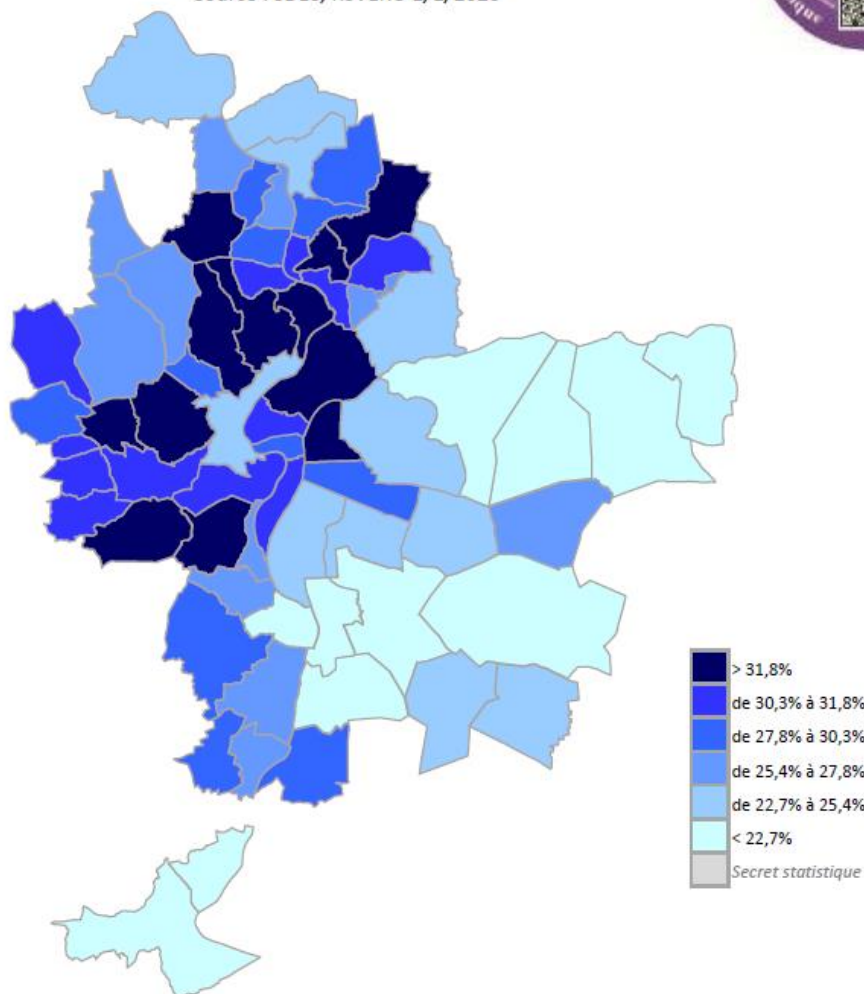 > 31,8%
de 30,3% à 31,8%
de 27,8% à 30,3%
de 25,4% à 27,8%
de 22,7% à 25,4%
< 22,7%
Secret statistique